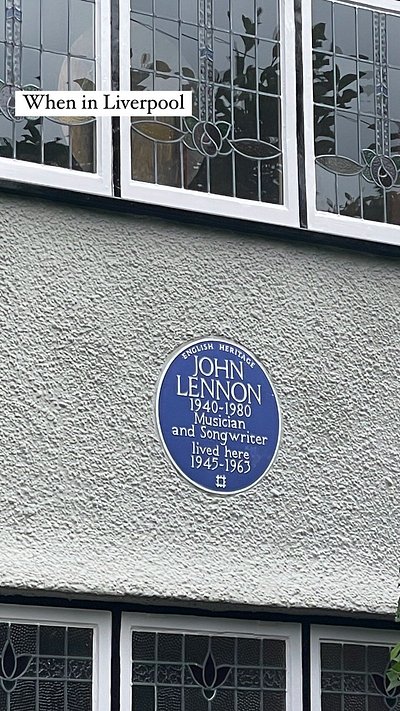 When in Liverpool
ENGLISH HERITAGE
JOHN
LENNON
1940-1980
Musician
and Songwriter
lived here
1945-1963